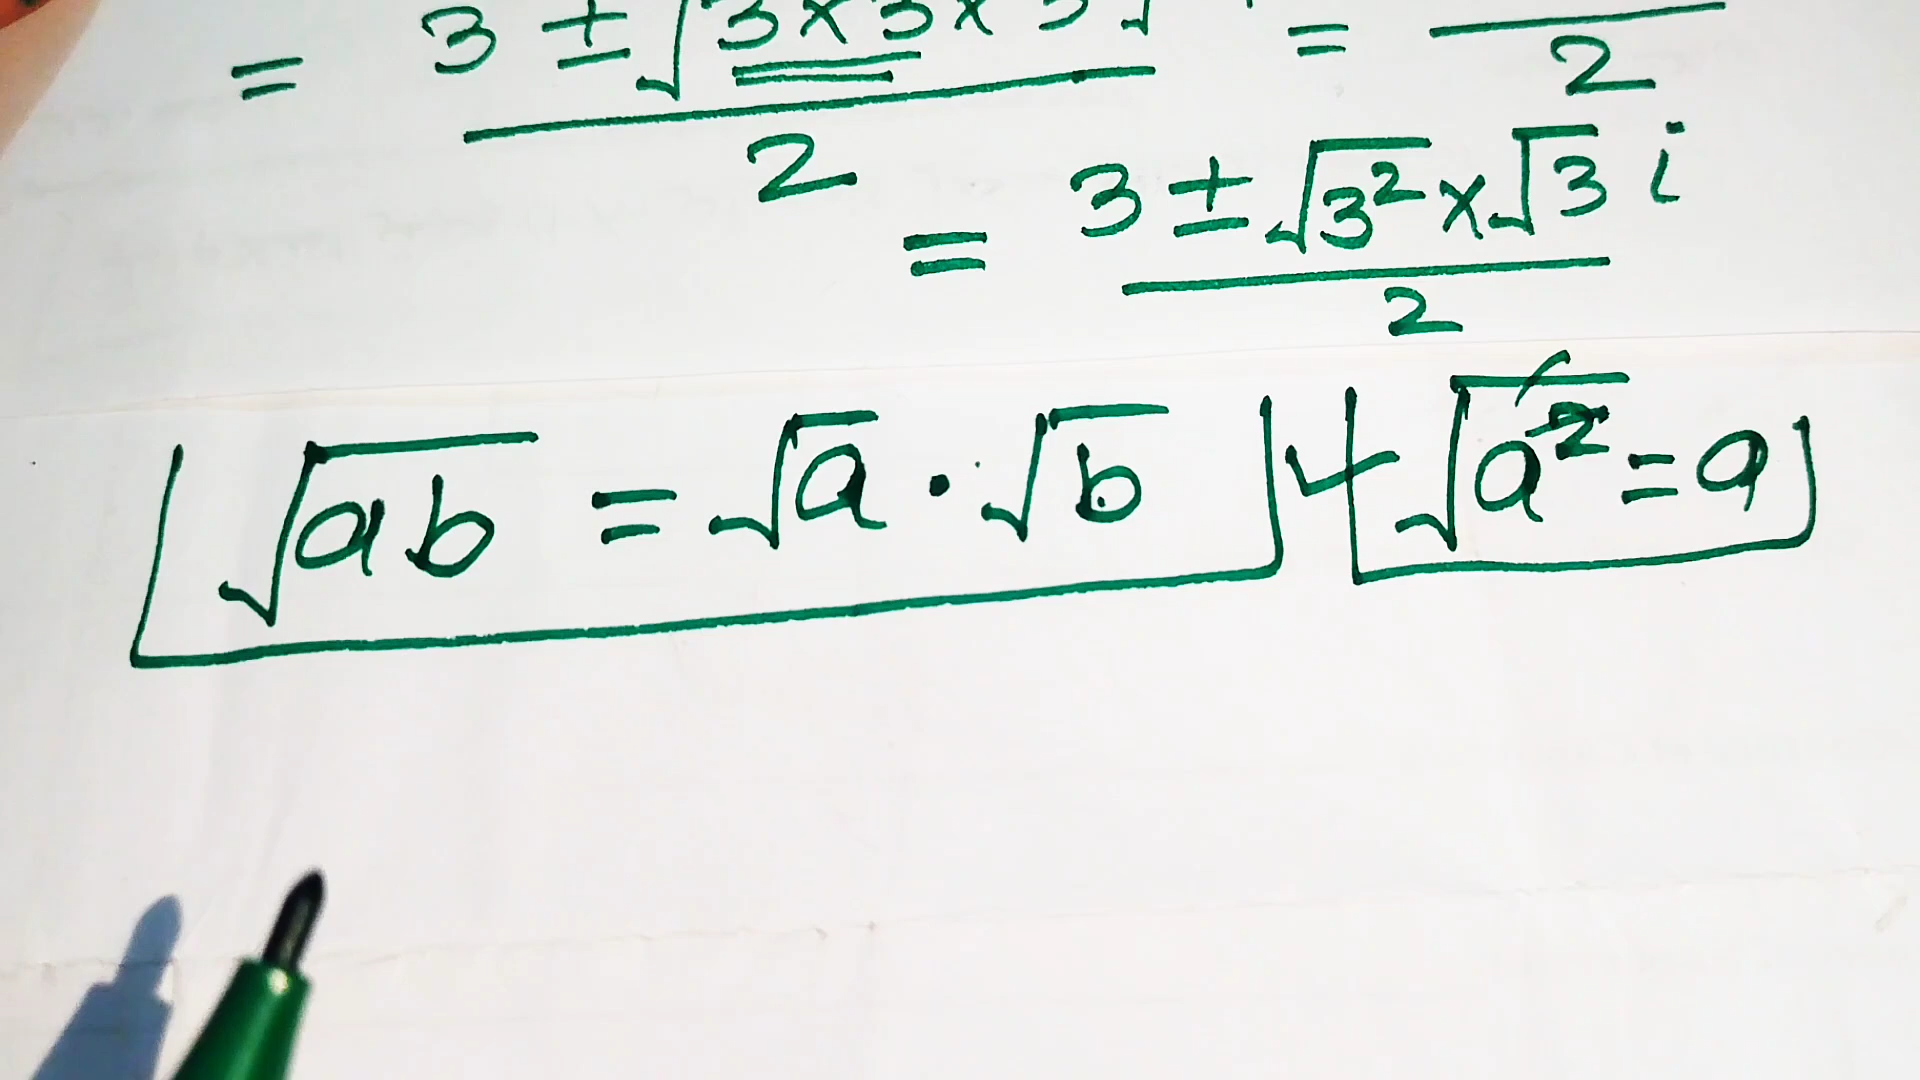 = 3 ± √3×3×3 = 
2 2
= 3 ± √3² × √3 i
2
√ab = √a · √b 4 √a² = a